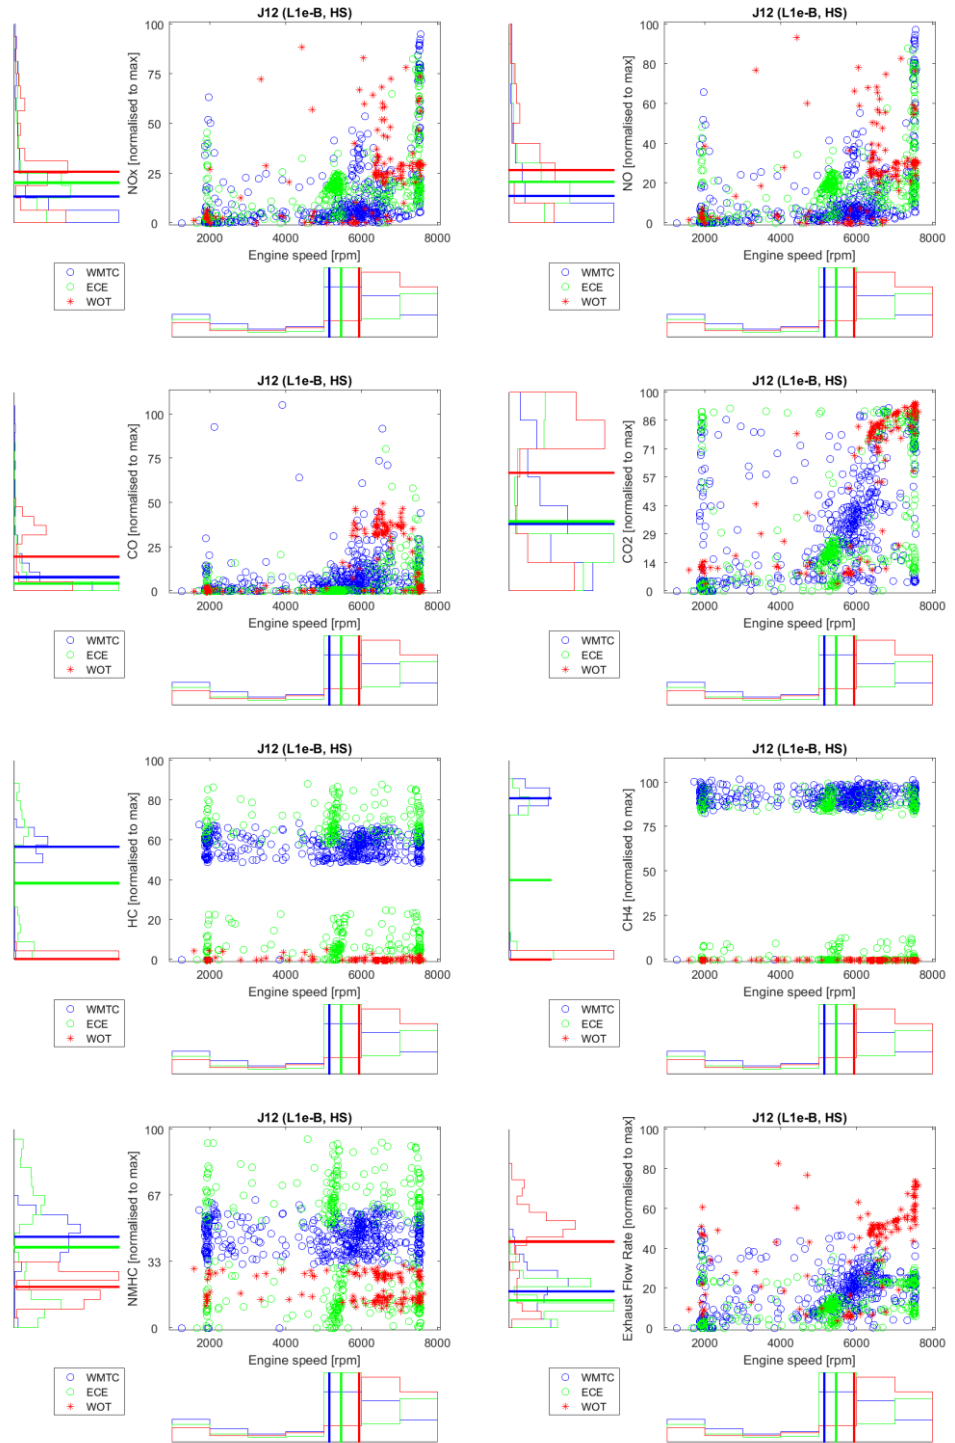 J12 (L1e-B, HS)
100
75
50
25
0
NOx [normalised to max]
2000 4000 6000 8000
Engine speed [rpm]
WMTC
ECE
WOT
J12 (L1e-B, HS)
100
80
60
40
20
0
NO [normalised to max]
2000 4000 6000 8000
Engine speed [rpm]
WMTC
ECE
WOT
J12 (L1e-B, HS)
100
75
50
25
0
CO [normalised to max]
2000 4000 6000 8000
Engine speed [rpm]
WMTC
ECE
WOT
J12 (L1e-B, HS)
100
86
71
57
43
29
14
0
CO2 [normalised to max]
2000 4000 6000 8000
Engine speed [rpm]
WMTC
ECE
WOT
J12 (L1e-B, HS)
100
80
60
40
20
0
HC [normalised to max]
2000 4000 6000 8000
Engine speed [rpm]
WMTC
ECE
WOT
J12 (L1e-B, HS)
100
75
50
25
0
CH4 [normalised to max]
2000 4000 6000 8000
Engine speed [rpm]
WMTC
ECE
WOT
J12 (L1e-B, HS)
100
67
33
0
NMHC [normalised to max]
2000 4000 6000 8000
Engine speed [rpm]
WMTC
ECE
WOT
J12 (L1e-B, HS)
100
80
60
40
20
0
Exhaust Flow Rate [normalised to max]
2000 4000 6000 8000
Engine speed [rpm]
WMTC
ECE
WOT